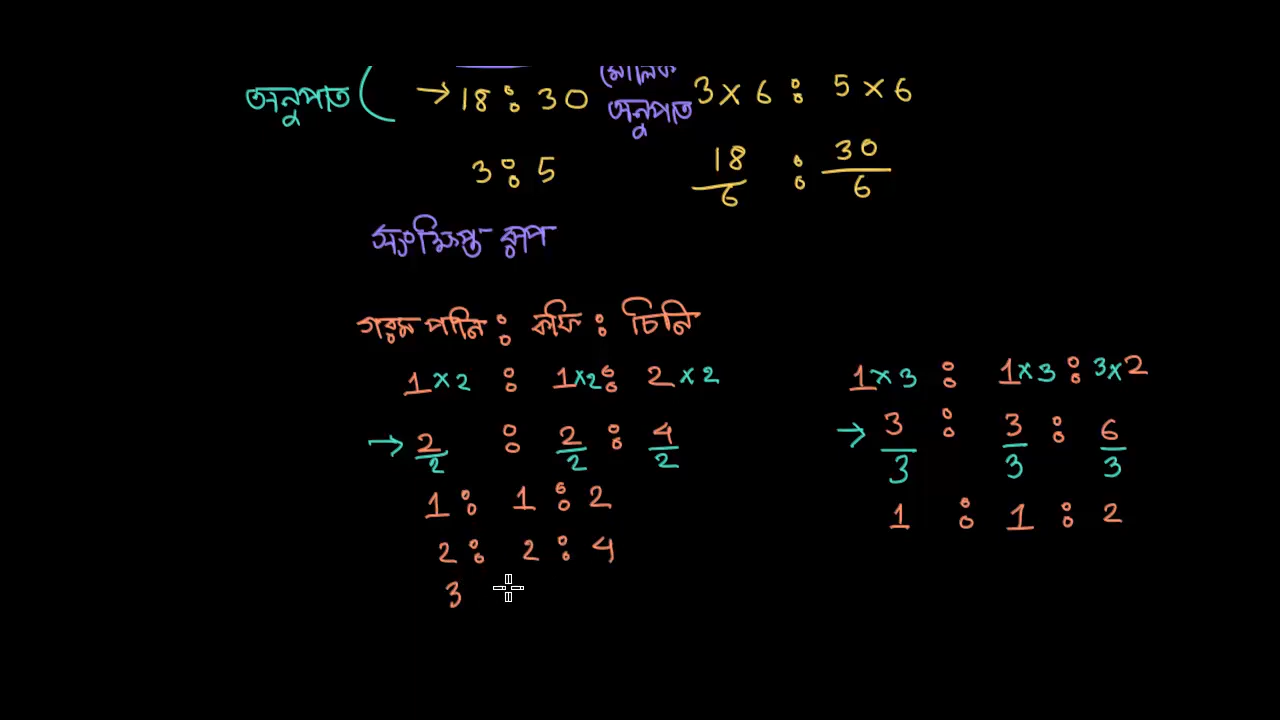 অনুপাত ( → 18 : 30 মৌলিক অনুপাত 3 × 6 : 5 × 6
3 : 5 18/6 : 30/6
সংক্ষিপ্ত রূপ
গরম পানি : কফি : চিনি
1 × 2 : 1 × 2 : 2 × 2 1 × 3 : 1 × 3 : 3 × 2
→ 2/2 : 2/2 : 4/2 → 3/3 : 3/3 : 6/3
1 : 1 : 2 1 : 1 : 2
2 : 2 : 4
3